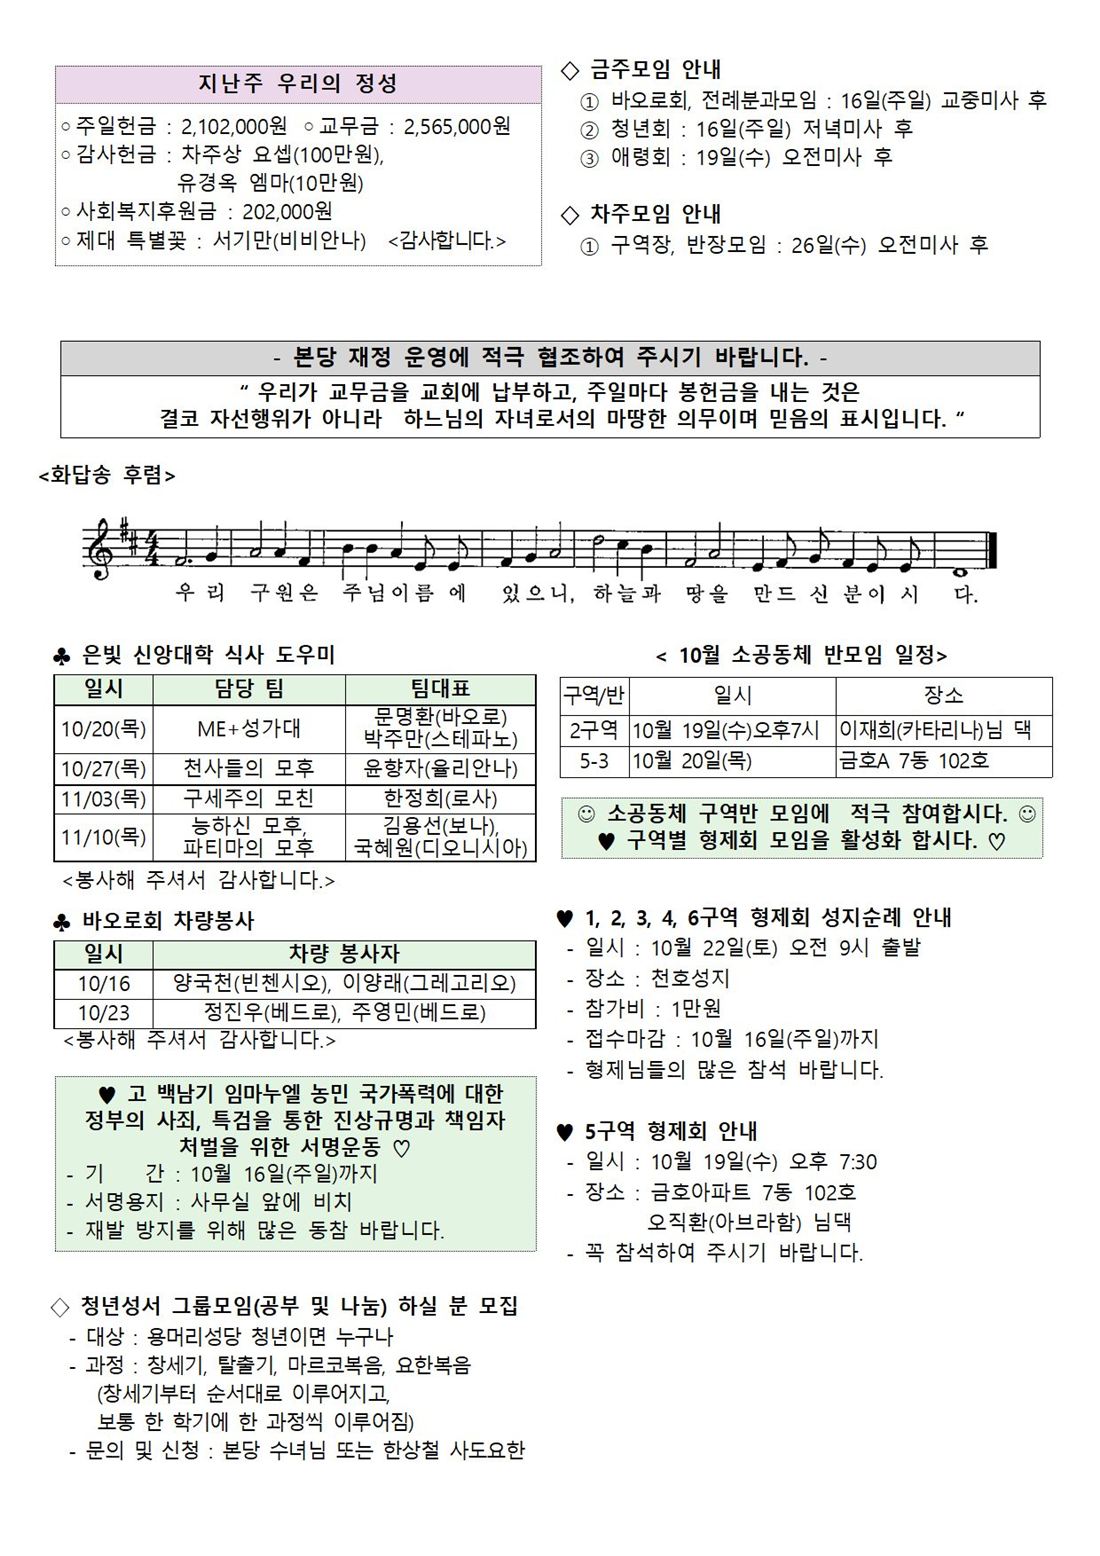 지난주 우리의 정성
○ 주일헌금 : 2,102,000원 ○ 교무금 : 2,565,000원
○ 감사헌금 : 차주상 요셉(100만원),
유경옥 엠마(10만원)
○ 사회복지후원금 : 202,000원
○ 제대 특별꽃 : 서기만(비비안나) <감사합니다.>
◇ 금주모임 안내
① 바오로회, 전례분과모임 : 16일(주일) 교중미사 후
② 청년회 : 16일(주일) 저녁미사 후
③ 애령회 : 19일(수) 오전미사 후
◇ 차주모임 안내
① 구역장, 반장모임 : 26일(수) 오전미사 후
- 본당 재정 운영에 적극 협조하여 주시기 바랍니다. -
“ 우리가 교무금을 교회에 납부하고, 주일마다 봉헌금을 내는 것은
결코 자선행위가 아니라 하느님의 자녀로서의 마땅한 의무이며 믿음의 표시입니다. “
<화답송 후렴>
우 리 구 원 은 주 님 이 름 에 있 으 니, 하 늘 과 땅 을 만 드 신 분 이 시 다.
♣ 은빛 신앙대학 식사 도우미
일시 담당 팀 팀대표
10/20(목) ME+성가대 문명환(바오로)
박주만(스테파노)
10/27(목) 천사들의 모후 윤향자(율리안나)
11/03(목) 구세주의 모친 한정희(로사)
11/10(목) 능하신 모후, 김용선(보나),
파티마의 모후 국혜원(디오니시아)
<봉사해 주셔서 감사합니다.>
♣ 바오로회 차량봉사
일시 차량 봉사자
10/16 양국천(빈첸시오), 이양래(그레고리오)
10/23 정진우(베드로), 주영민(베드로)
<봉사해 주셔서 감사합니다.>
♥ 고 백남기 임마누엘 농민 국가폭력에 대한
정부의 사죄, 특검을 통한 진상규명과 책임자
처벌을 위한 서명운동 ♡
- 기 간 : 10월 16일(주일)까지
- 서명용지 : 사무실 앞에 비치
- 재발 방지를 위해 많은 동참 바랍니다.
◇ 청년성서 그룹모임(공부 및 나눔) 하실 분 모집
- 대상 : 용머리성당 청년이면 누구나
- 과정 : 창세기, 탈출기, 마르코복음, 요한복음
(창세기부터 순서대로 이루어지고,
보통 한 학기에 한 과정씩 이루어짐)
- 문의 및 신청 : 본당 수녀님 또는 한상철 사도요한
< 10월 소공동체 반모임 일정>
구역/반 일시 장소
2구역 10월 19일(수)오후7시 이재희(카타리나)님 댁
5-3 10월 20일(목) 금호A 7동 102호
☺ 소공동체 구역반 모임에 적극 참여합시다. ☺
♥ 구역별 형제회 모임을 활성화 합시다. ♡
♥ 1, 2, 3, 4, 6구역 형제회 성지순례 안내
- 일시 : 10월 22일(토) 오전 9시 출발
- 장소 : 천호성지
- 참가비 : 1만원
- 접수마감 : 10월 16일(주일)까지
- 형제님들의 많은 참석 바랍니다.
♥ 5구역 형제회 안내
- 일시 : 10월 19일(수) 오후 7:30
- 장소 : 금호아파트 7동 102호
오직환(아브라함) 님댁
- 꼭 참석하여 주시기 바랍니다.